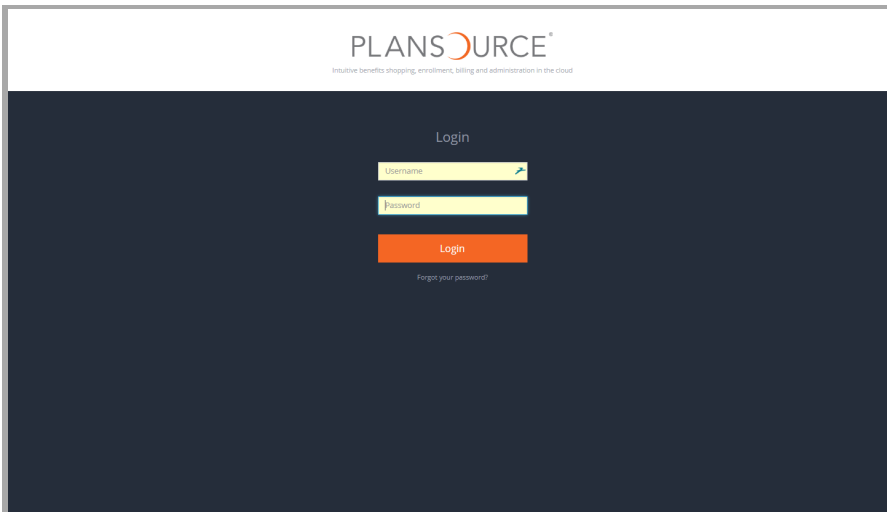 PLANSOURCE®
Intuitive benefits shopping, enrollment, billing and administration in the cloud
Login
Username
Password
Login
Forgot your password?